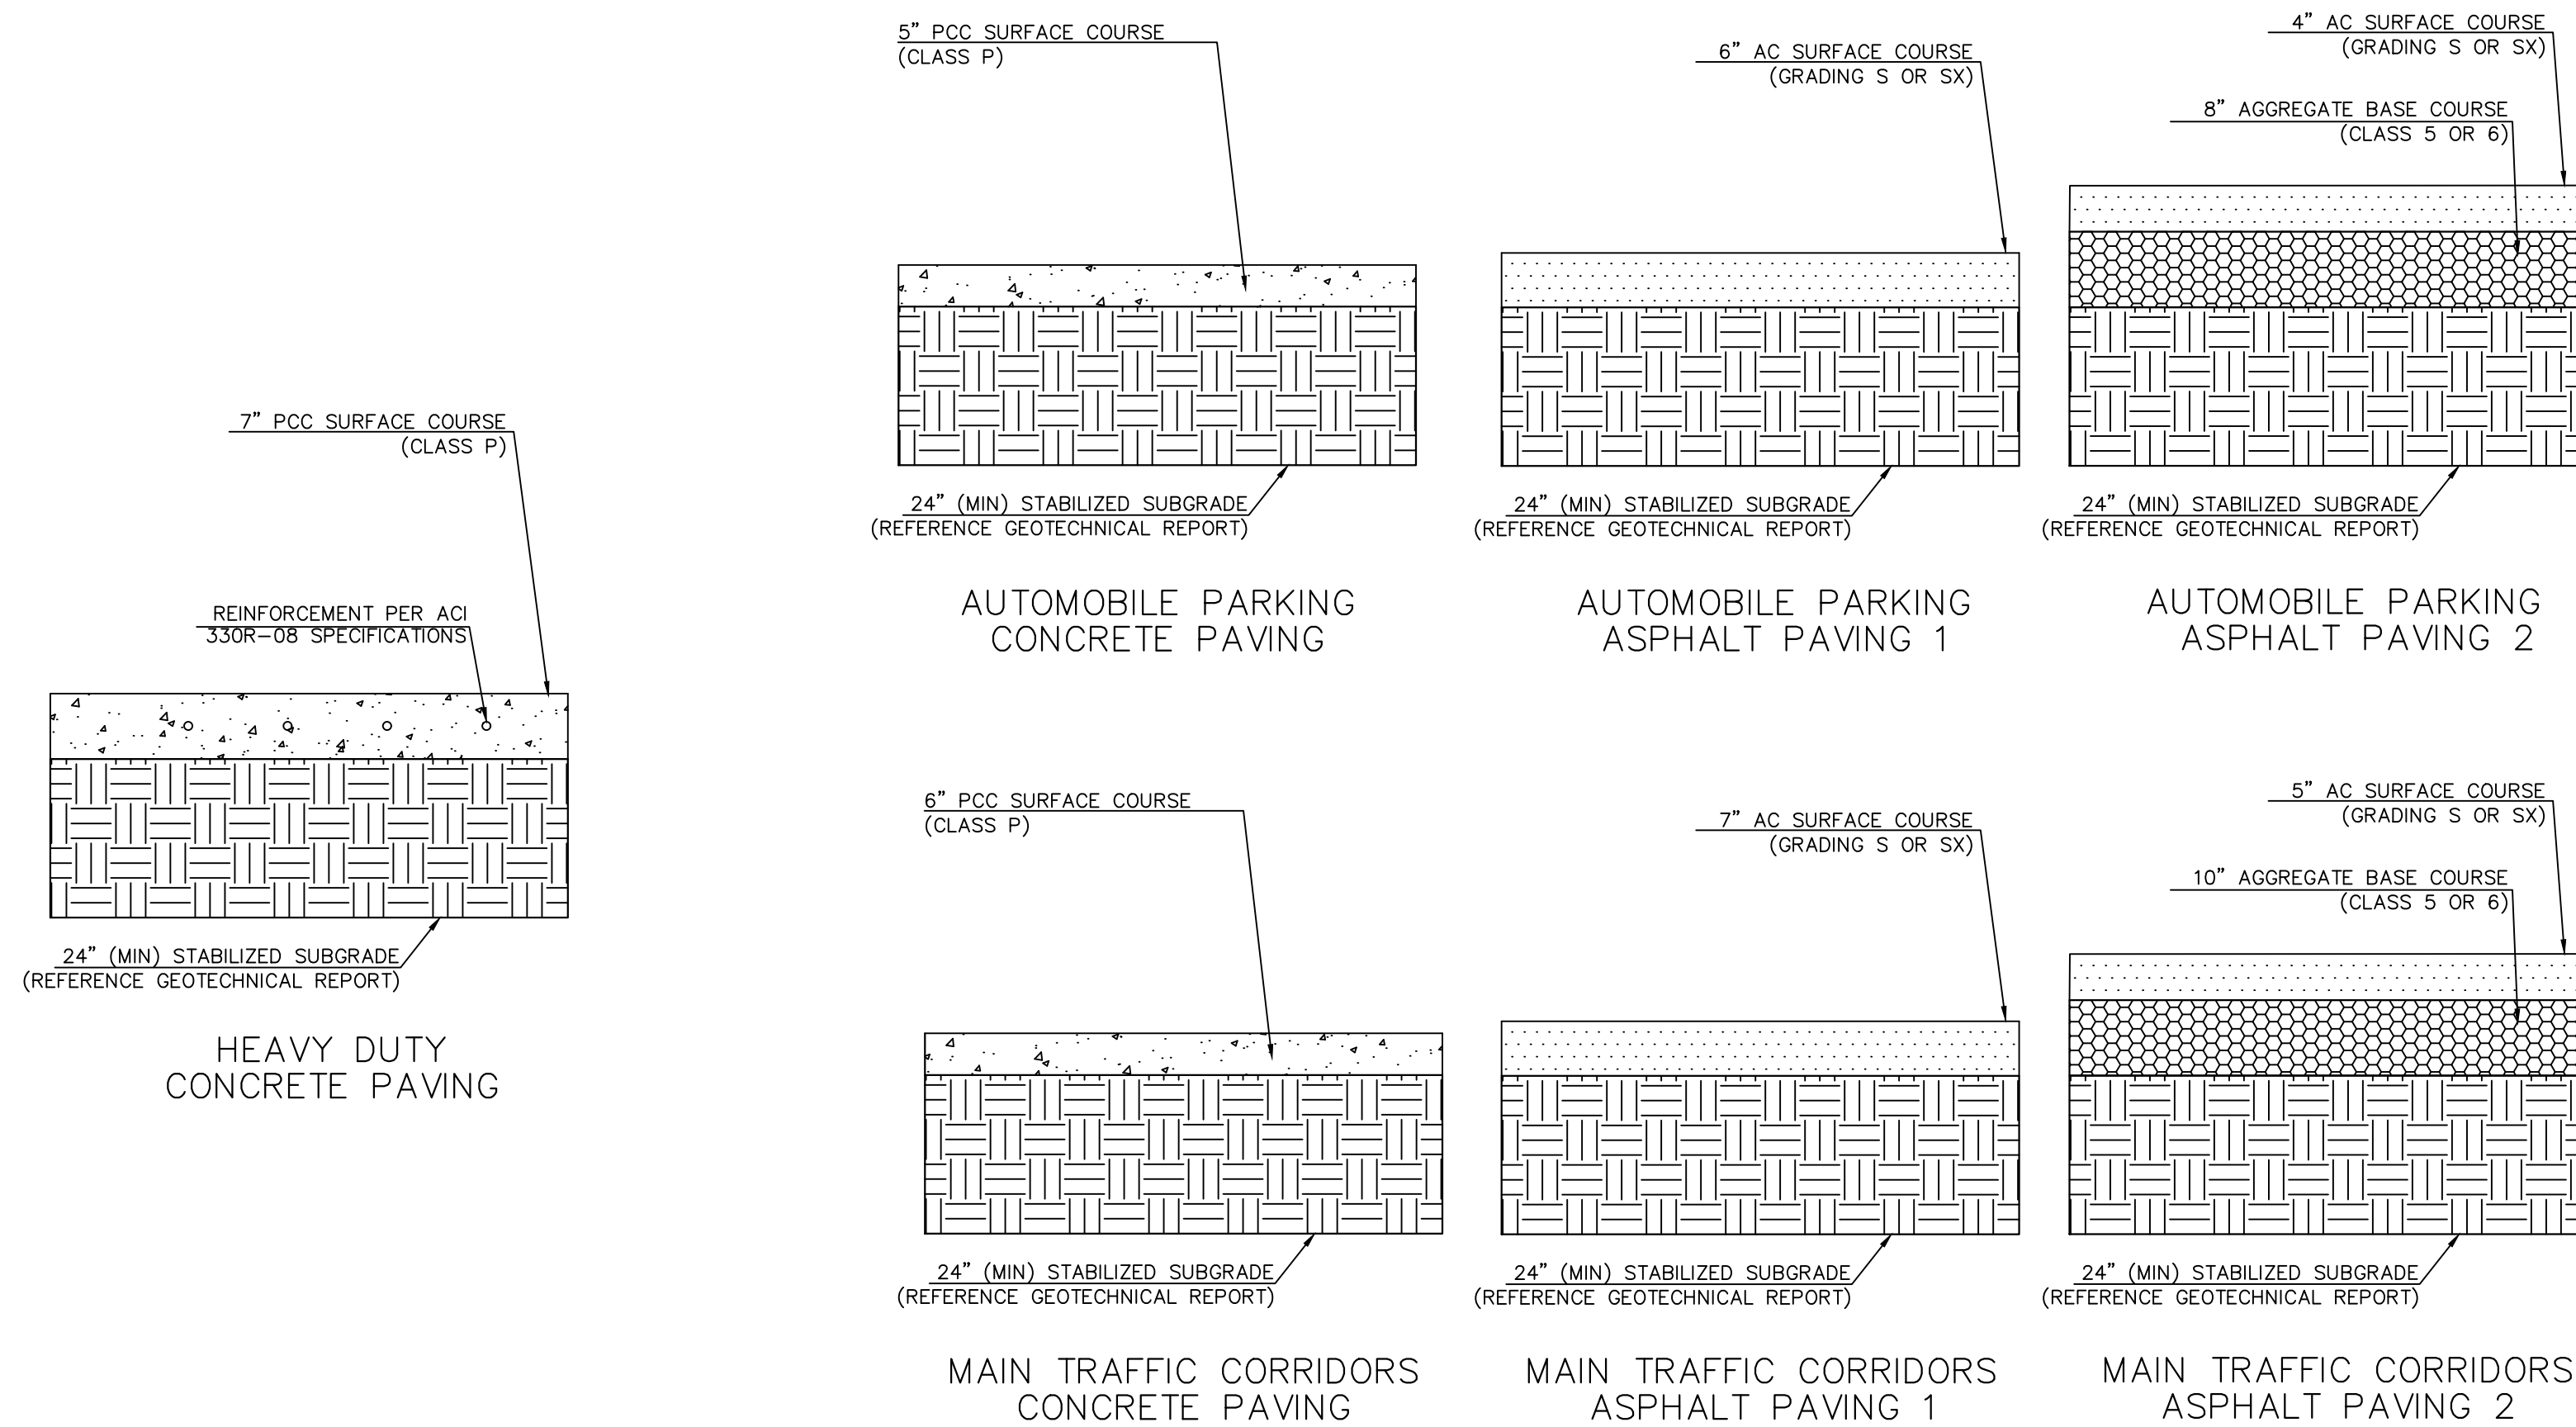 7” PCC SURFACE COURSE
(CLASS P)
REINFORCEMENT PER ACI
330R-08 SPECIFICATIONS
24” (MIN) STABILIZED SUBGRADE
(REFERENCE GEOTECHNICAL REPORT)
HEAVY DUTY
CONCRETE PAVING
5” PCC SURFACE COURSE
(CLASS P)
24” (MIN) STABILIZED SUBGRADE
(REFERENCE GEOTECHNICAL REPORT)
AUTOMOBILE PARKING
CONCRETE PAVING
6” AC SURFACE COURSE
(GRADING S OR SX)
24” (MIN) STABILIZED SUBGRADE
(REFERENCE GEOTECHNICAL REPORT)
AUTOMOBILE PARKING
ASPHALT PAVING 1
4” AC SURFACE COURSE
(GRADING S OR SX)
8” AGGREGATE BASE COURSE
(CLASS 5 OR 6)
24” (MIN) STABILIZED SUBGRADE
(REFERENCE GEOTECHNICAL REPORT)
AUTOMOBILE PARKING
ASPHALT PAVING 2
6” PCC SURFACE COURSE
(CLASS P)
24” (MIN) STABILIZED SUBGRADE
(REFERENCE GEOTECHNICAL REPORT)
MAIN TRAFFIC CORRIDORS
CONCRETE PAVING
7” AC SURFACE COURSE
(GRADING S OR SX)
24” (MIN) STABILIZED SUBGRADE
(REFERENCE GEOTECHNICAL REPORT)
MAIN TRAFFIC CORRIDORS
ASPHALT PAVING 1
5” AC SURFACE COURSE
(GRADING S OR SX)
10” AGGREGATE BASE COURSE
(CLASS 5 OR 6)
24” (MIN) STABILIZED SUBGRADE
(REFERENCE GEOTECHNICAL REPORT)
MAIN TRAFFIC CORRIDORS
ASPHALT PAVING 2